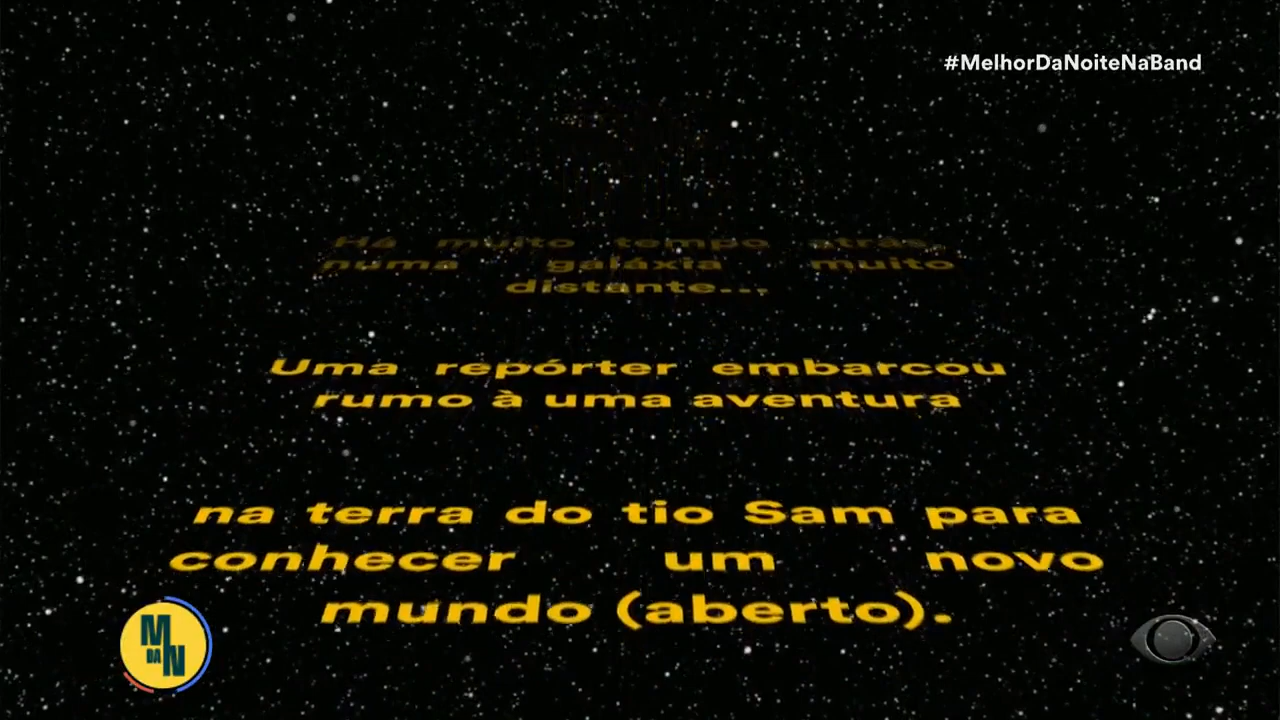 #MelhorDaNoiteNaBand
Há muito tempo atrás,
numa galáxia muito
distante...
Uma repórter embarcou
rumo à uma aventura
na terra do tio Sam para
conhecer um novo
mundo (aberto).
M
DA
N